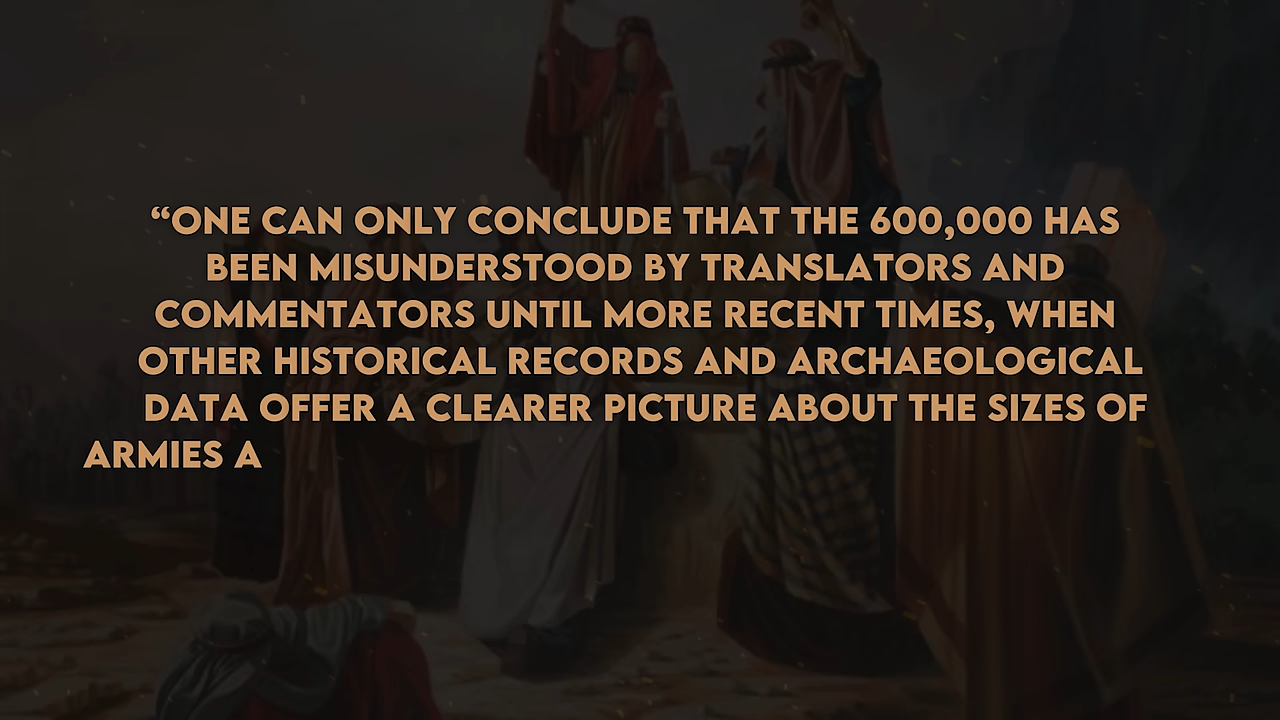 “ONE CAN ONLY CONCLUDE THAT THE 600,000 HAS
BEEN MISUNDERSTOOD BY TRANSLATORS AND
COMMENTATORS UNTIL MORE RECENT TIMES, WHEN
OTHER HISTORICAL RECORDS AND ARCHAEOLOGICAL
DATA OFFER A CLEARER PICTURE ABOUT THE SIZES OF
ARMIES A